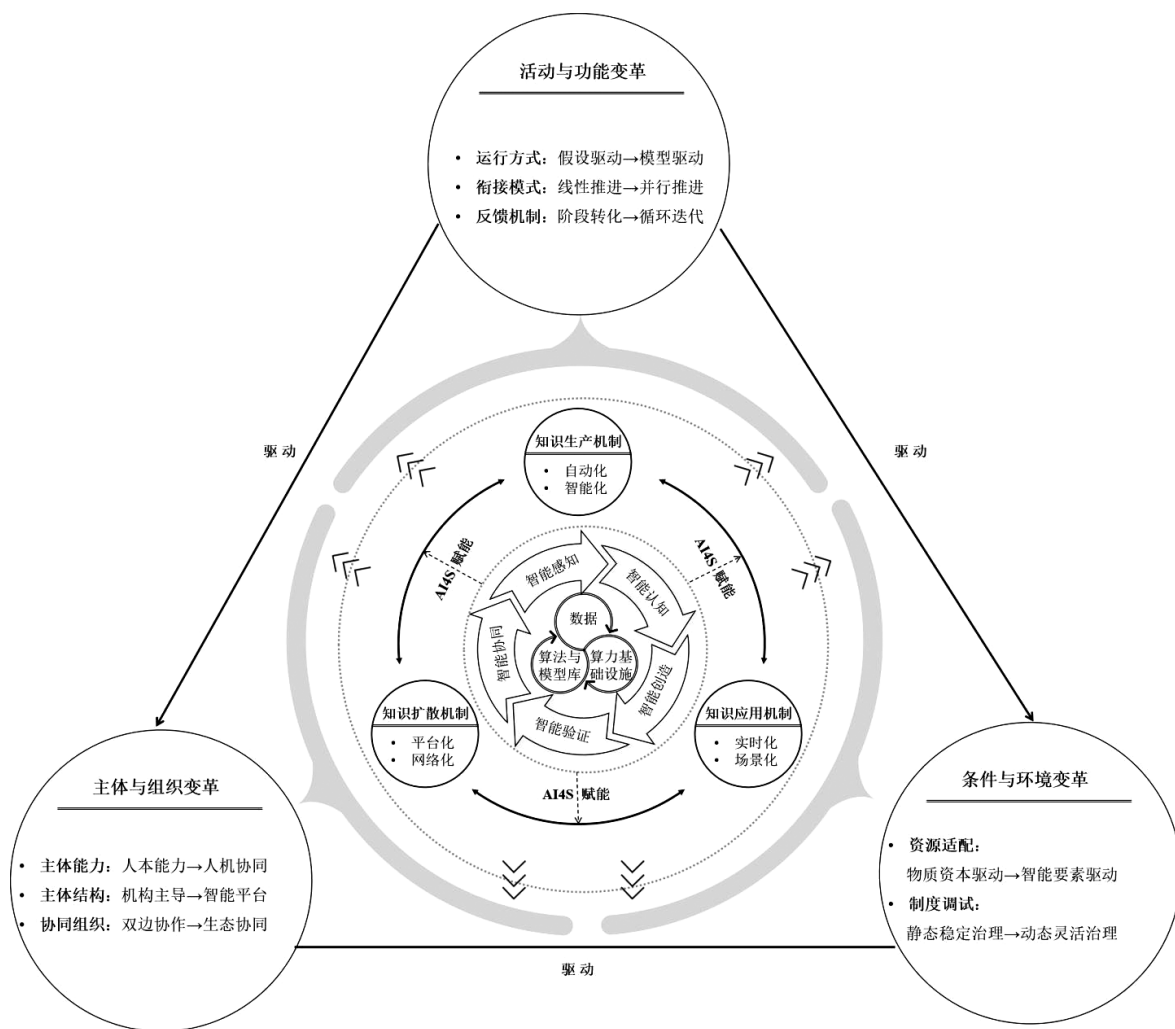 活动与功能变革
• 运行方式：假设驱动→模型驱动
• 衔接模式：线性推进→并行推进
• 反馈机制：阶段转化→循环迭代
驱动
驱动
知识生产机制
• 自动化
• 智能化
AI4S 赋能
AI4S 赋能
智能感知
智能认知
智能协同
智能创造
智能验证
数据
算法与
模型库
算力基
础设施
知识扩散机制
• 平台化
• 网络化
知识应用机制
• 实时化
• 场景化
AI4S 赋能
主体与组织变革
• 主体能力：人本能力→人机协同
• 主体结构：机构主导→智能平台
• 协同组织：双边协作→生态协同
条件与环境变革
• 资源适配：
物质资本驱动→智能要素驱动
• 制度调试：
静态稳定治理→动态灵活治理
驱动